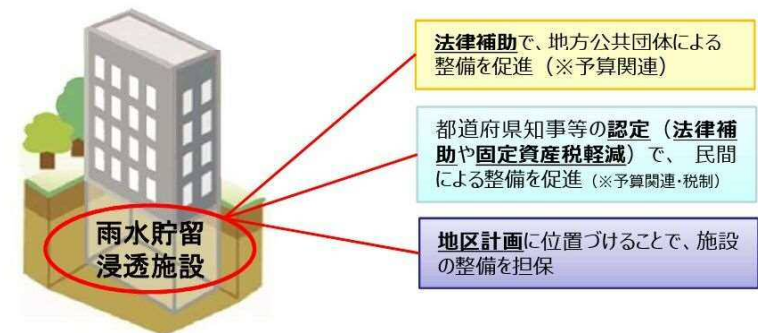 法律補助で、地方公共団体による
整備を促進（※予算関連）
都道府県知事等の認定（法律補
助や固定資産税軽減）で、 民間
による整備を促進（※予算関連・税制）
雨水貯留
浸透施設
地区計画に位置づけることで、施設
の整備を担保